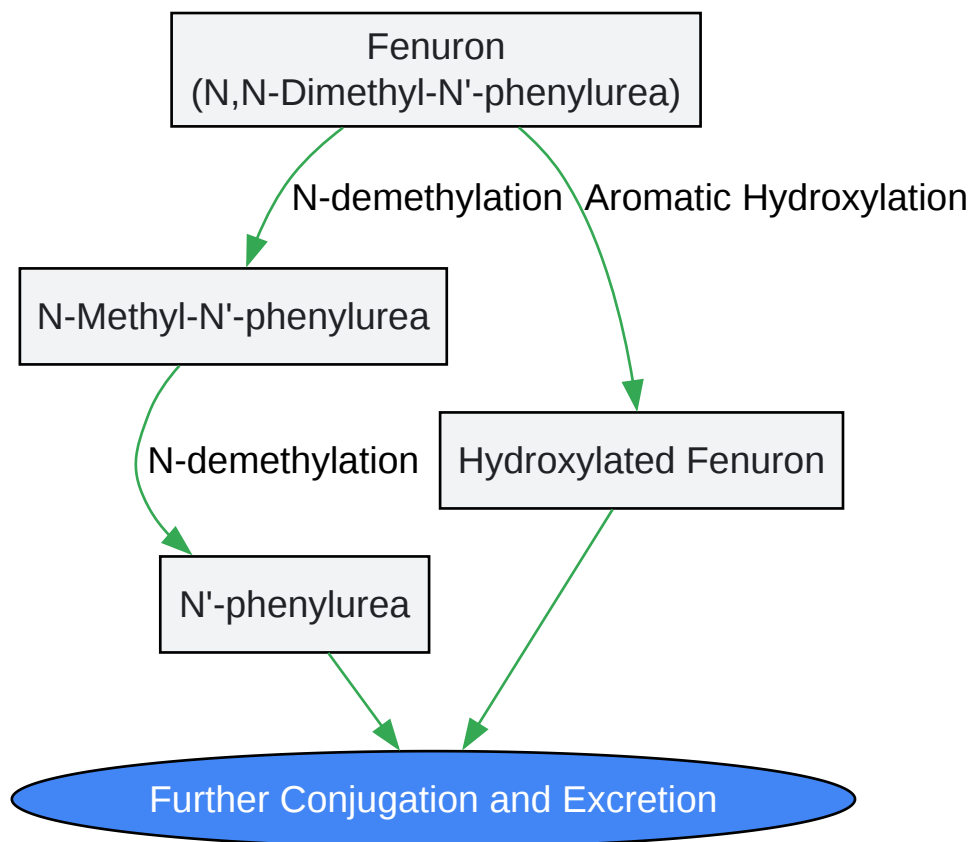 Fenuron
(N,N-Dimethyl-N'-phenylurea)
N-demethylation
Aromatic Hydroxylation
N-Methyl-N'-phenylurea
N-demethylation
Hydroxylated Fenuron
N'-phenylurea
Further Conjugation and Excretion